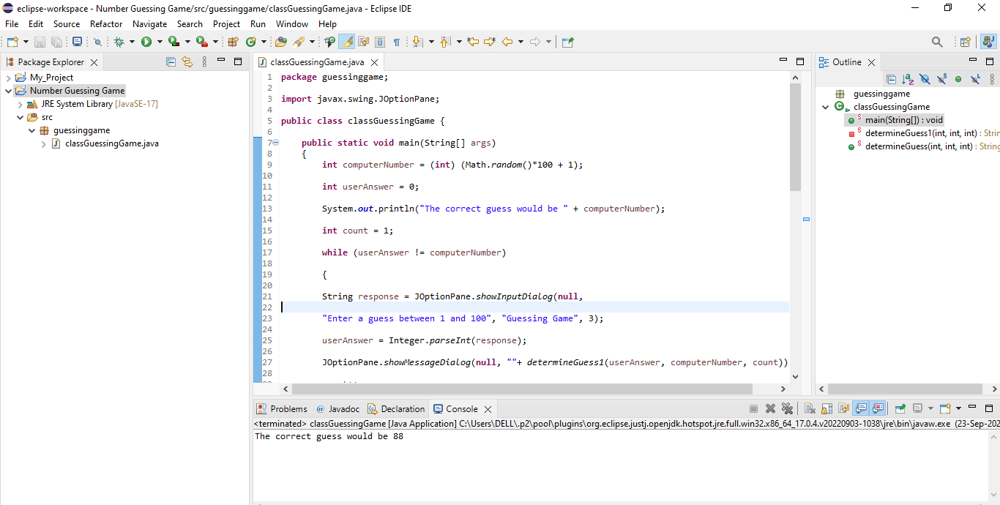 eclipse-workspace - Number Guessing Game/src/guessinggame/classGuessingGame.java - Eclipse IDE
File Edit Source Refactor Navigate Search Project Run Window Help
Package Explorer
My_Project
Number Guessing Game
JRE System Library [JavaSE-17]
src
guessinggame
classGuessingGame.java
classGuessingGame.java
1 package guessinggame;
2
3 import javax.swing.JOptionPane;
4
5 public class classGuessingGame {
6
7 public static void main(String[] args)
8 {
9 int computerNumber = (int) (Math.random()*100 + 1);
10
11 int userAnswer = 0;
12
13 System.out.println("The correct guess would be " + computerNumber);
14
15 int count = 1;
16
17 while (userAnswer != computerNumber)
18
19 {
20
21 String response = JOptionPane.showInputDialog(null,
22
23 "Enter a guess between 1 and 100", "Guessing Game", 3);
24
25 userAnswer = Integer.parseInt(response);
26
27 JOptionPane.showMessageDialog(null, ""+ determineGuess1(userAnswer, computerNumber, count))
28
Outline
guessinggame
classGuessingGame
main(String[]) : void
determineGuess1(int, int, int) : Strin
determineGuess(int, int, int) : String
Problems @ Javadoc Declaration Console
<terminated> classGuessingGame [Java Application] C:\Users\DELL\.p2\pool\plugins\org.eclipse.justj.openjdk.hotspot.jre.full.win32.x86_64_17.0.4.v20220903-1038\jre\bin\javaw.exe (23-Sep-202
The correct guess would be 88